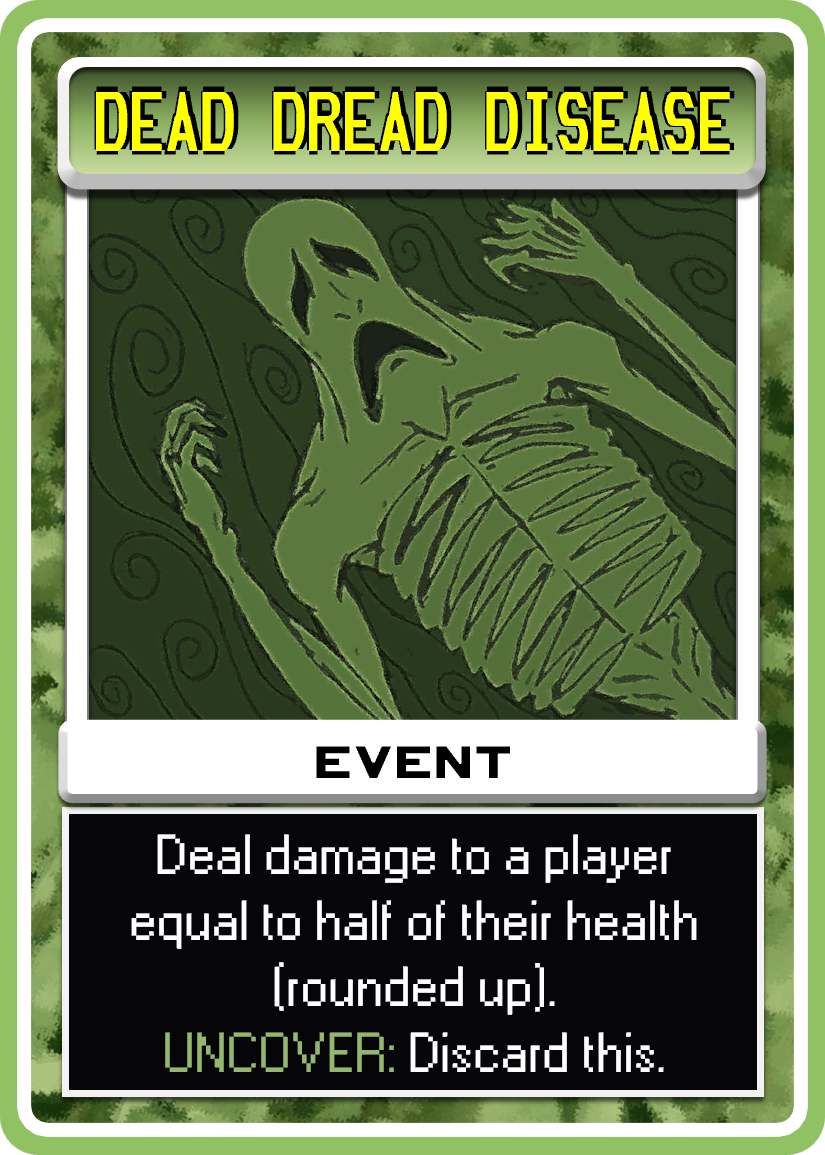 DEAD DREAD DISEASE
EVENT
Deal damage to a player
equal to half of their health
(rounded up).
UNCOVER: Discard this.